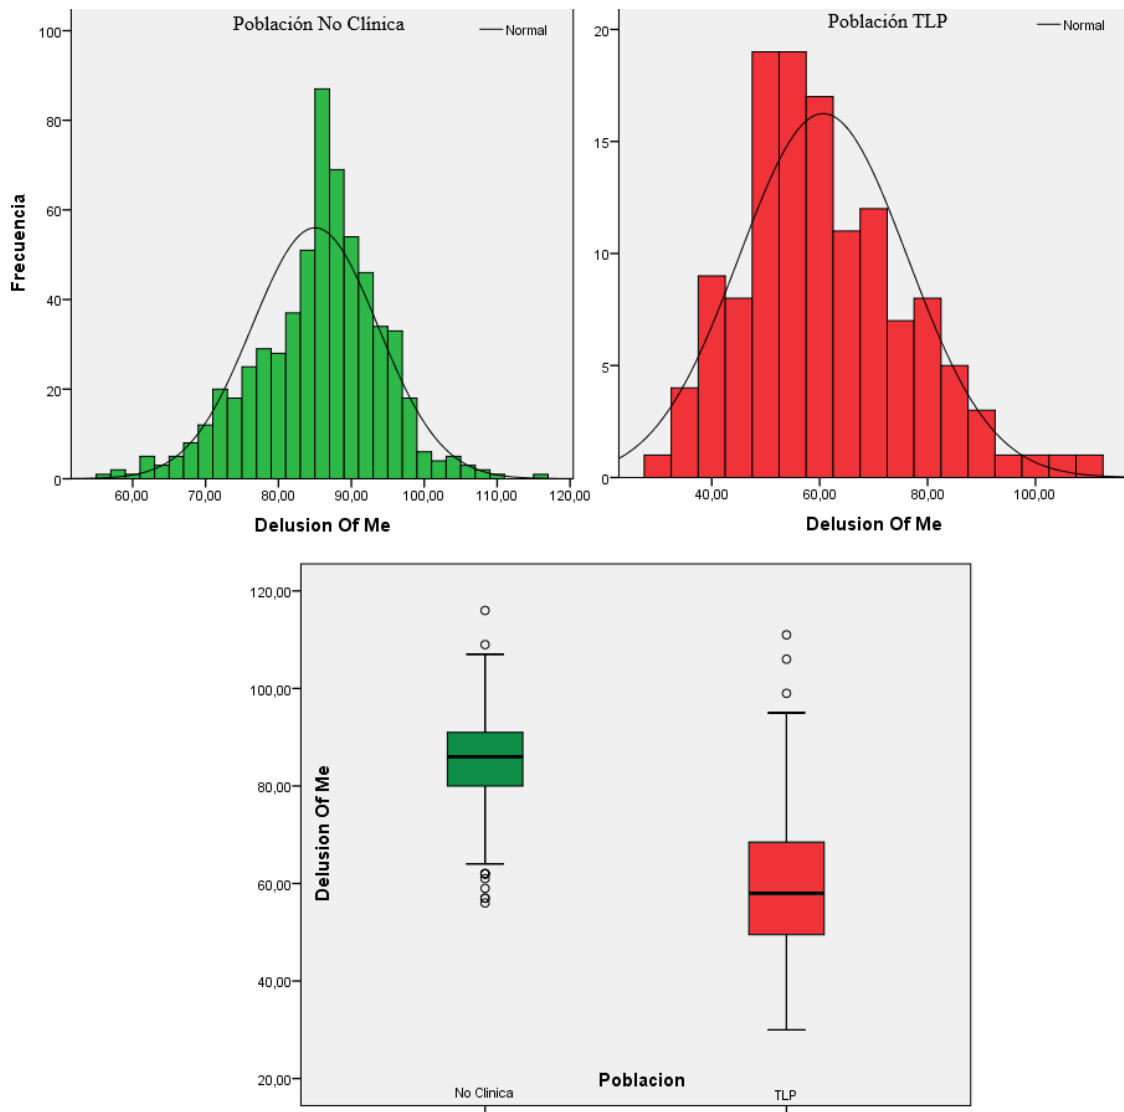 Población No Clínica
Normal
100
80
60
40
20
0
Frecuencia
60,00 70,00 80,00 90,00 100,00 110,00 120,00
Delusion Of Me
Población TLP
Normal
20
15
10
5
0
40,00 60,00 80,00 100,00
Delusion Of Me
120,00
100,00
80,00
60,00
40,00
20,00
Delusion Of Me
Poblacion
No Clinica TLP